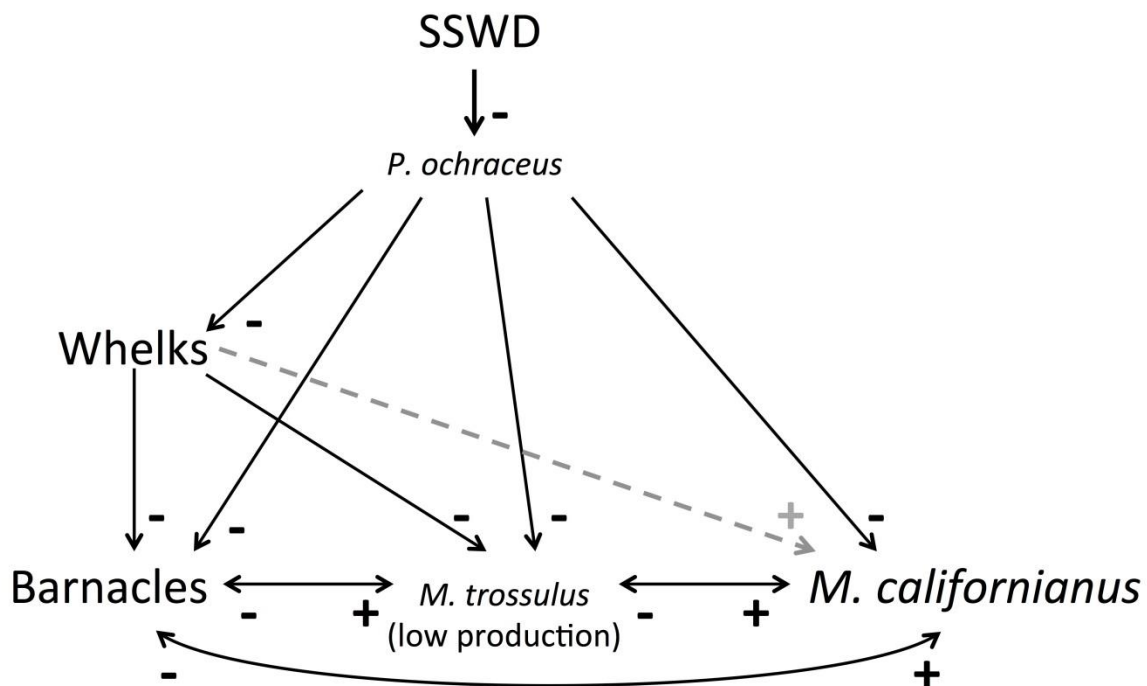 SSWD
-
P. ochraceus
-
Whelks
+
- - - - -
Barnacles M. trossulus M. californianus
- + - +
(low production)
- +